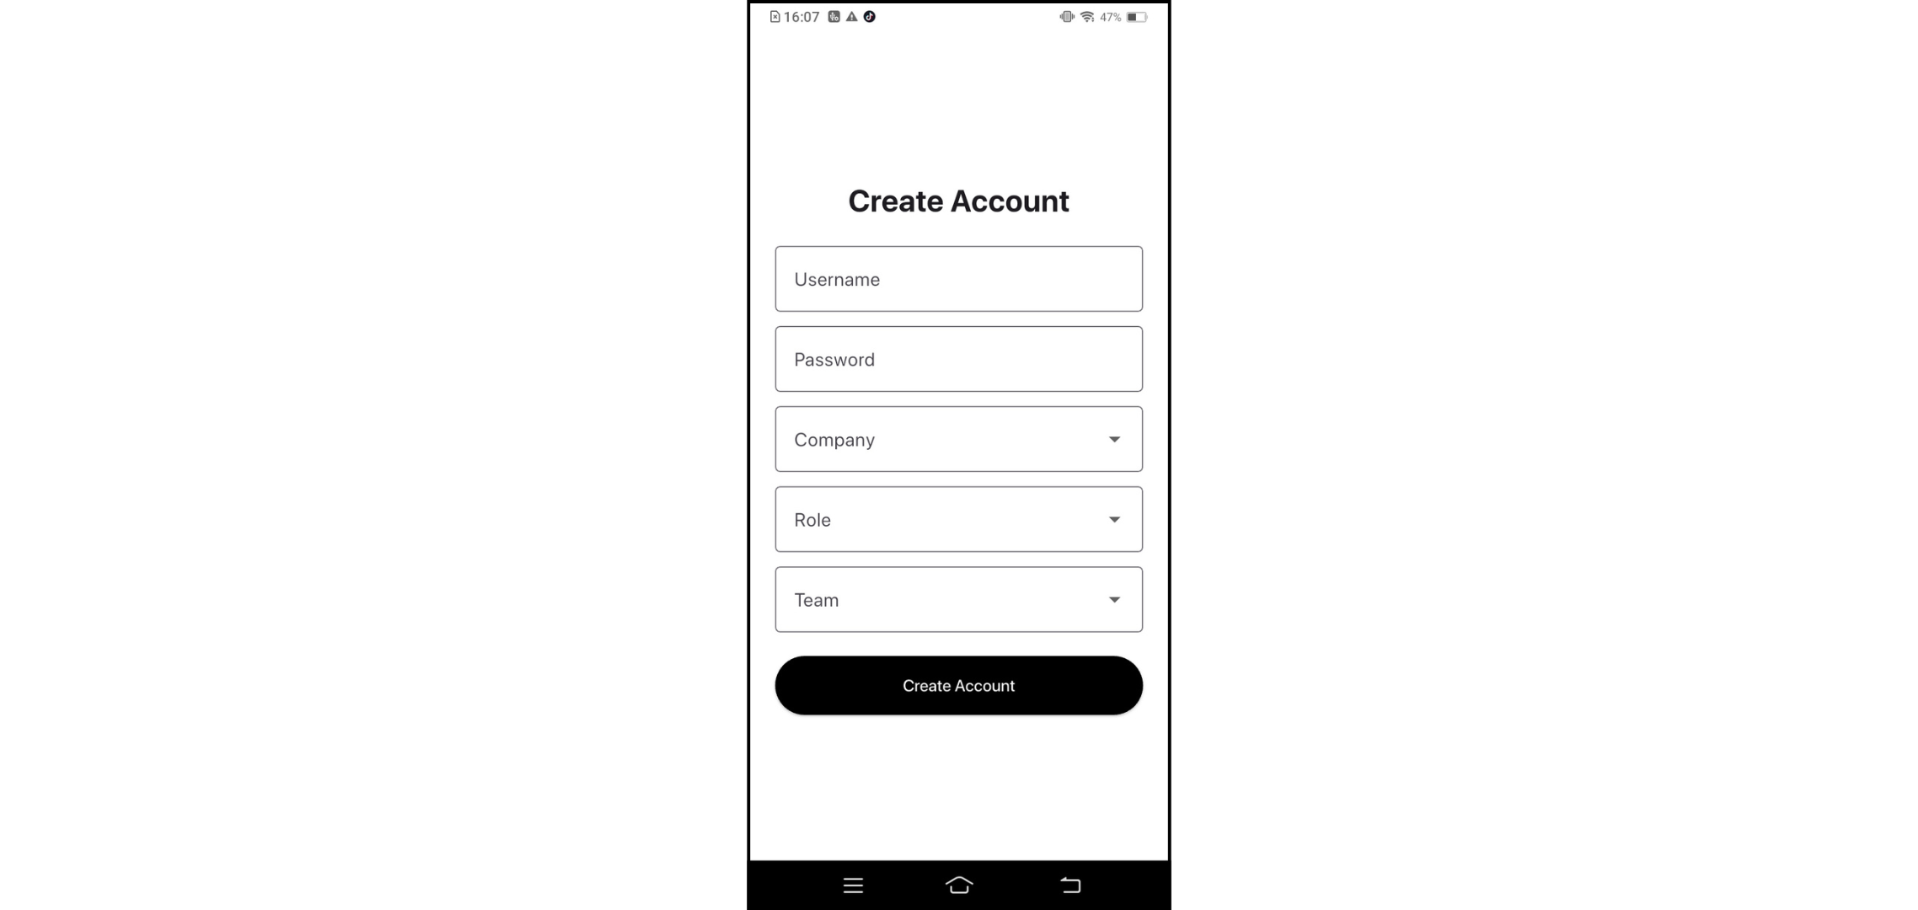 16:07 47%
Create Account
Username
Password
Company
Role
Team
Create Account